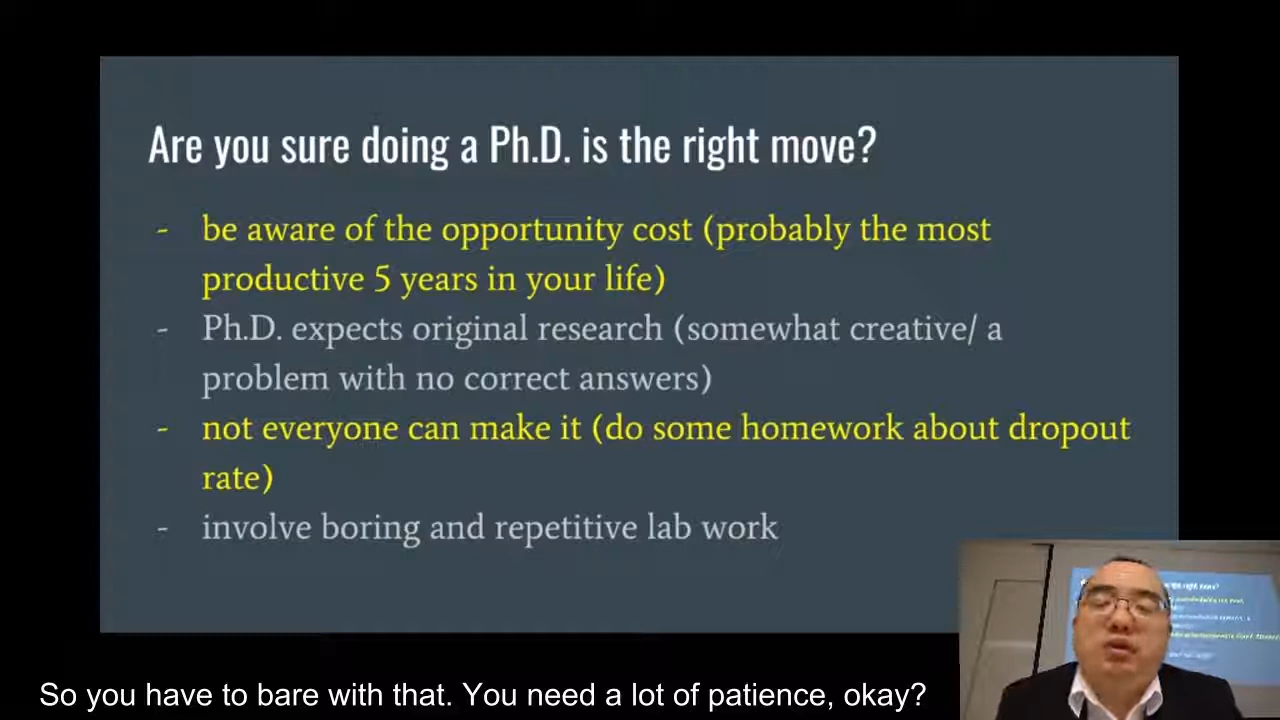 Are you sure doing a Ph.D. is the right move?
- be aware of the opportunity cost (probably the most
productive 5 years in your life)
- Ph.D. expects original research (somewhat creative/ a
problem with no correct answers)
- not everyone can make it (do some homework about dropout
rate)
- involve boring and repetitive lab work
right move?
So you have to bare with that. You need a lot of patience, okay?